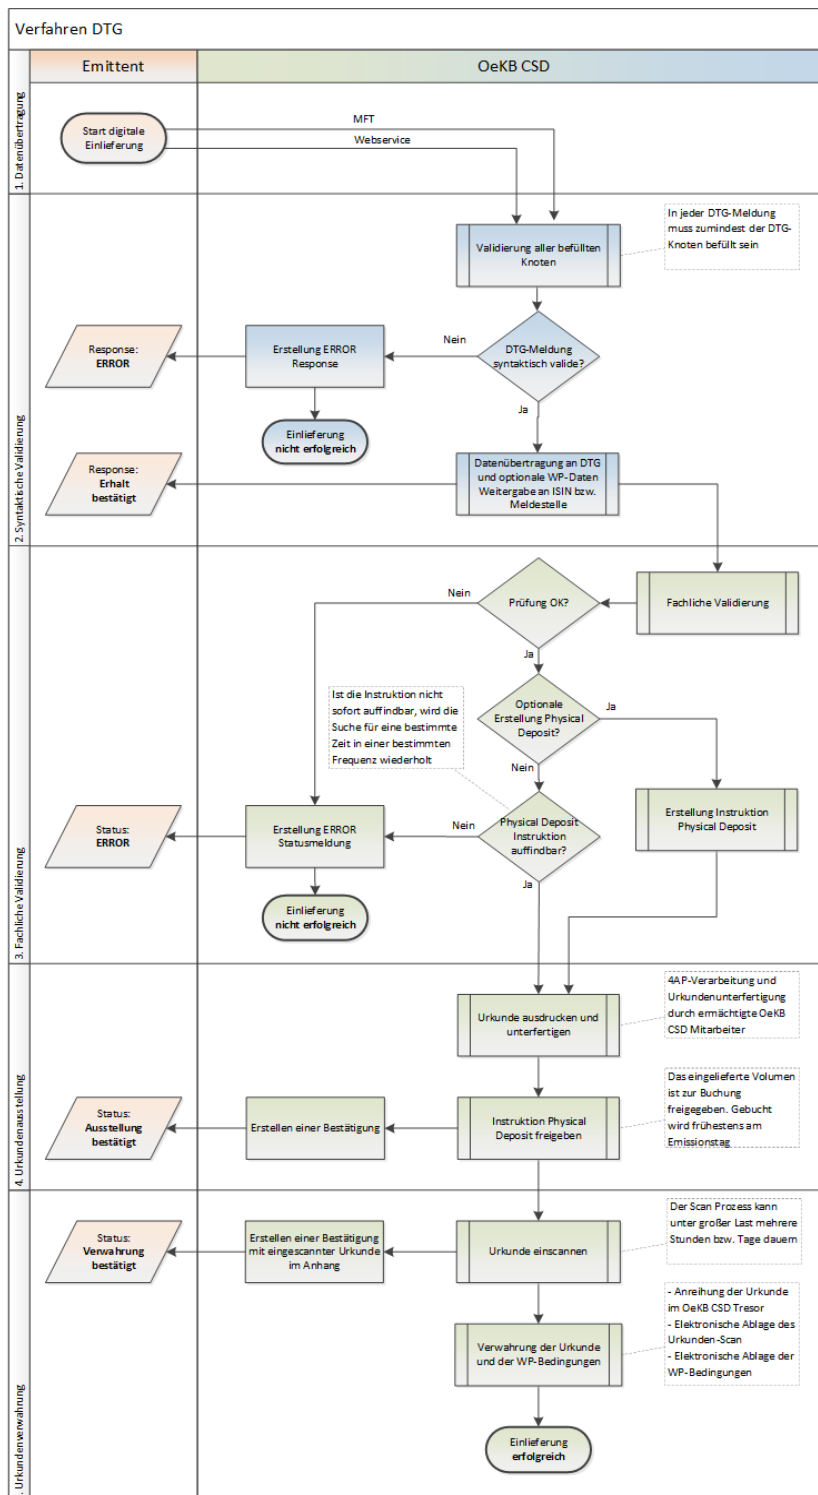 Verfahren DTG
Emittent
OeKB CSD
1. Datenübertragung
Start digitale
Einlieferung
MFT
Webservice
2. Syntaktische Validierung
Validierung aller befüllten
Knoten
In jeder DTG-Meldung
muss zumindest der DTG-
Knoten befüllt sein
DTG-Meldung
syntaktisch valide?
Nein
Erstellung ERROR
Response
Response:
ERROR
Einlieferung
nicht erfolgreich
Ja
Datenübertragung an DTG
und optionale WP-Daten
Weitergabe an ISIN bzw.
Meldestelle
Response:
Erhalt
bestätigt
3. Fachliche Validierung
Fachliche Validierung
Prüfung OK?
Nein
Ja
Optionale
Erstellung Physical
Deposit?
Ja
Nein
Ist die Instruktion nicht
sofort auffindbar, wird die
Suche für eine bestimmte
Zeit in einer bestimmten
Frequenz wiederholt
Erstellung Instruktion
Physical Deposit
Physical Deposit
Instruktion
auffindbar?
Nein
Erstellung ERROR
Statusmeldung
Status:
ERROR
Einlieferung
nicht erfolgreich
Ja
4. Urkundenausstellung
Urkunde ausdrucken und
unterfertigen
4AP-Verarbeitung und
Urkundenunterfertigung
durch ermächtigte OeKB
CSD Mitarbeiter
Instruktion Physical
Deposit freigeben
Das eingelieferte Volumen
ist zur Buchung
freigegeben. Gebucht
wird frühestens am
Emissionstag
Erstellen einer Bestätigung
Status:
Ausstellung
bestätigt
. Urkundenverwahrung
Urkunde einscannen
Der Scan Prozess kann
unter großer Last mehrere
Stunden bzw. Tage dauern
Erstellen einer Bestätigung
mit eingescannter Urkunde
im Anhang
Status:
Verwahrung
bestätigt
Verwahrung der Urkunde
und der WP-Bedingungen
- Anreihung der Urkunde
im OeKB CSD Tresor
- Elektronische Ablage des
Urkunden-Scan
- Elektronische Ablage der
WP-Bedingungen
Einlieferung
erfolgreich